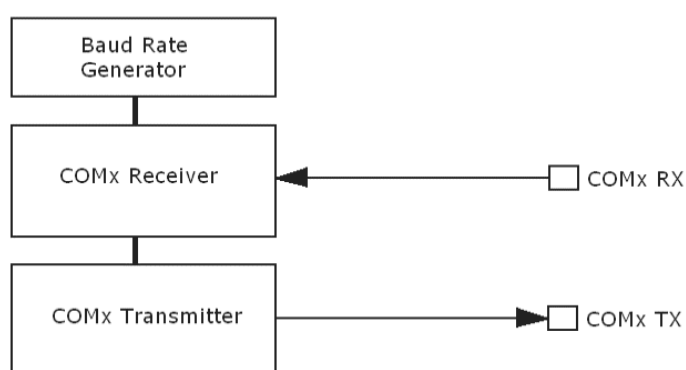 Baud Rate
Generator
COMx Receiver
COMx RX
COMx Transmitter
COMx TX